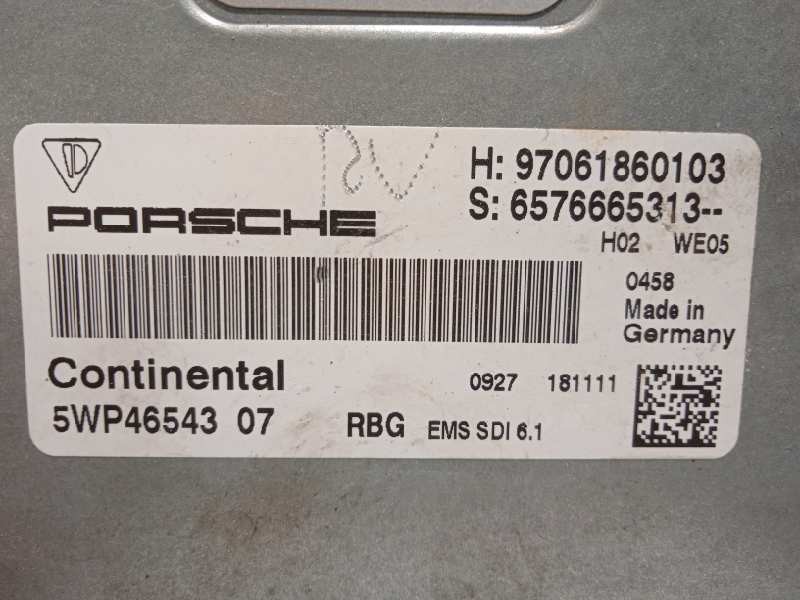 PORSCHE
H: 97061860103
S: 6576665313--
H02 WE05
0458
Made in
Germany
Continental
0927 181111
5WP46543 07 RBG EMS SDI 6.1